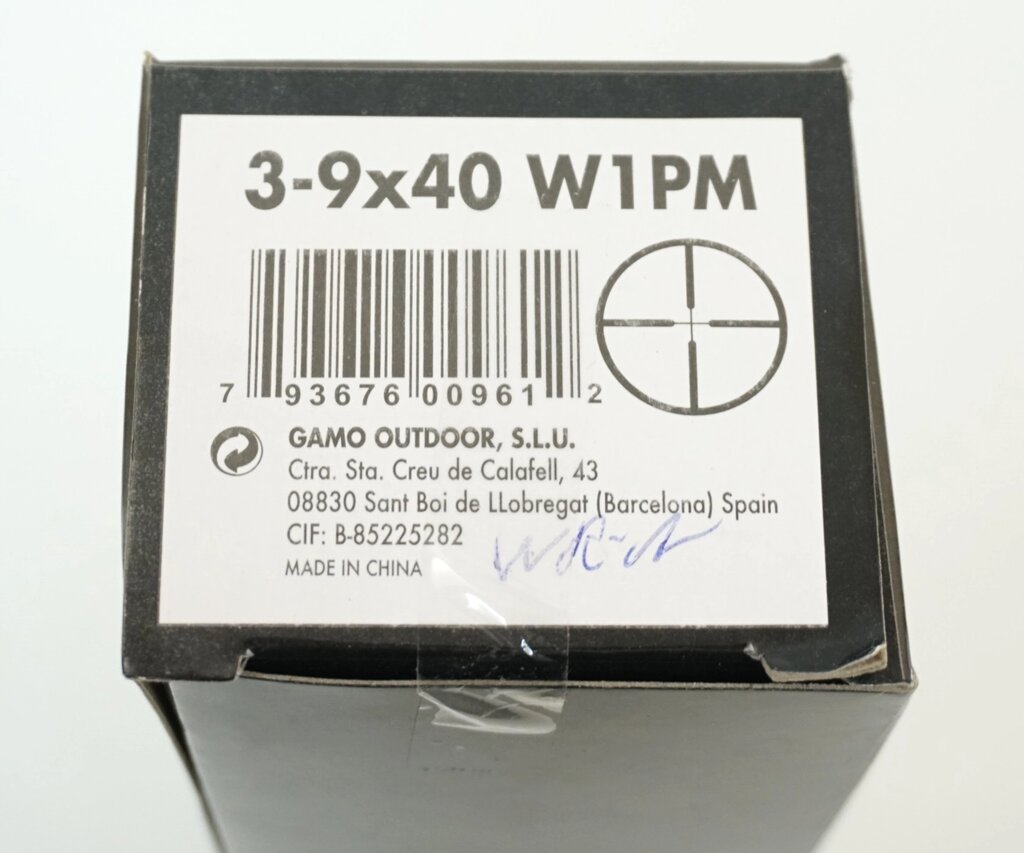 3-9x40 W1PM
7 93676 00961 2
GAMO OUTDOOR, S.L.U.
Ctra. Sta. Creu de Calafell, 43
08830 Sant Boi de LLobregat (Barcelona) Spain
CIF: B-85225282
MADE IN CHINA